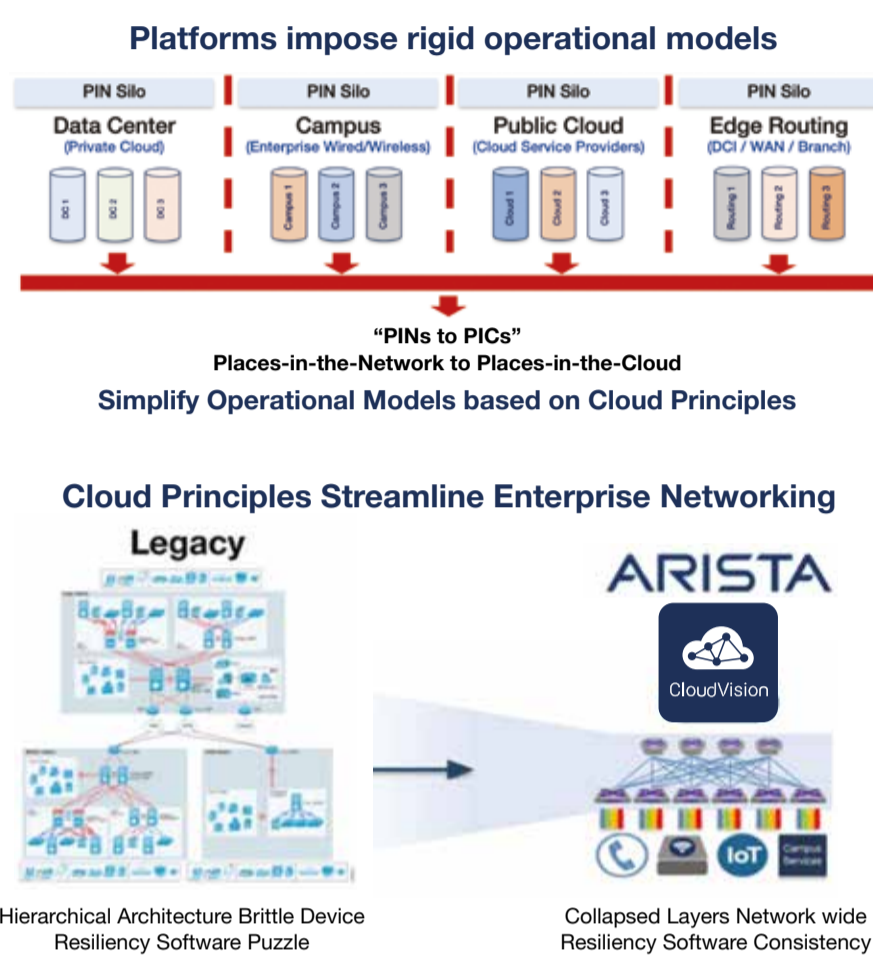 Platforms impose rigid operational models
PIN Silo
PIN Silo
PIN Silo
PIN Silo
Data Center
Campus
Public Cloud
Edge Routing
(Private Cloud)
(Enterprise Wired/Wireless)
(Cloud Service Providers)
(DCI / WAN / Branch)
DC 1
DC 2
DC 3
Campus 1
Campus 2
Campus 3
Cloud 1
Cloud 2
Cloud 3
Routing 1
Routing 2
Routing 3
“PINs to PICs”
Places-in-the-Network to Places-in-the-Cloud
Simplify Operational Models based on Cloud Principles
Cloud Principles Streamline Enterprise Networking
Legacy
ARISTA
CloudVision
IoT
Campus
Services
Hierarchical Architecture Brittle Device
Resiliency Software Puzzle
Collapsed Layers Network wide
Resiliency Software Consistency